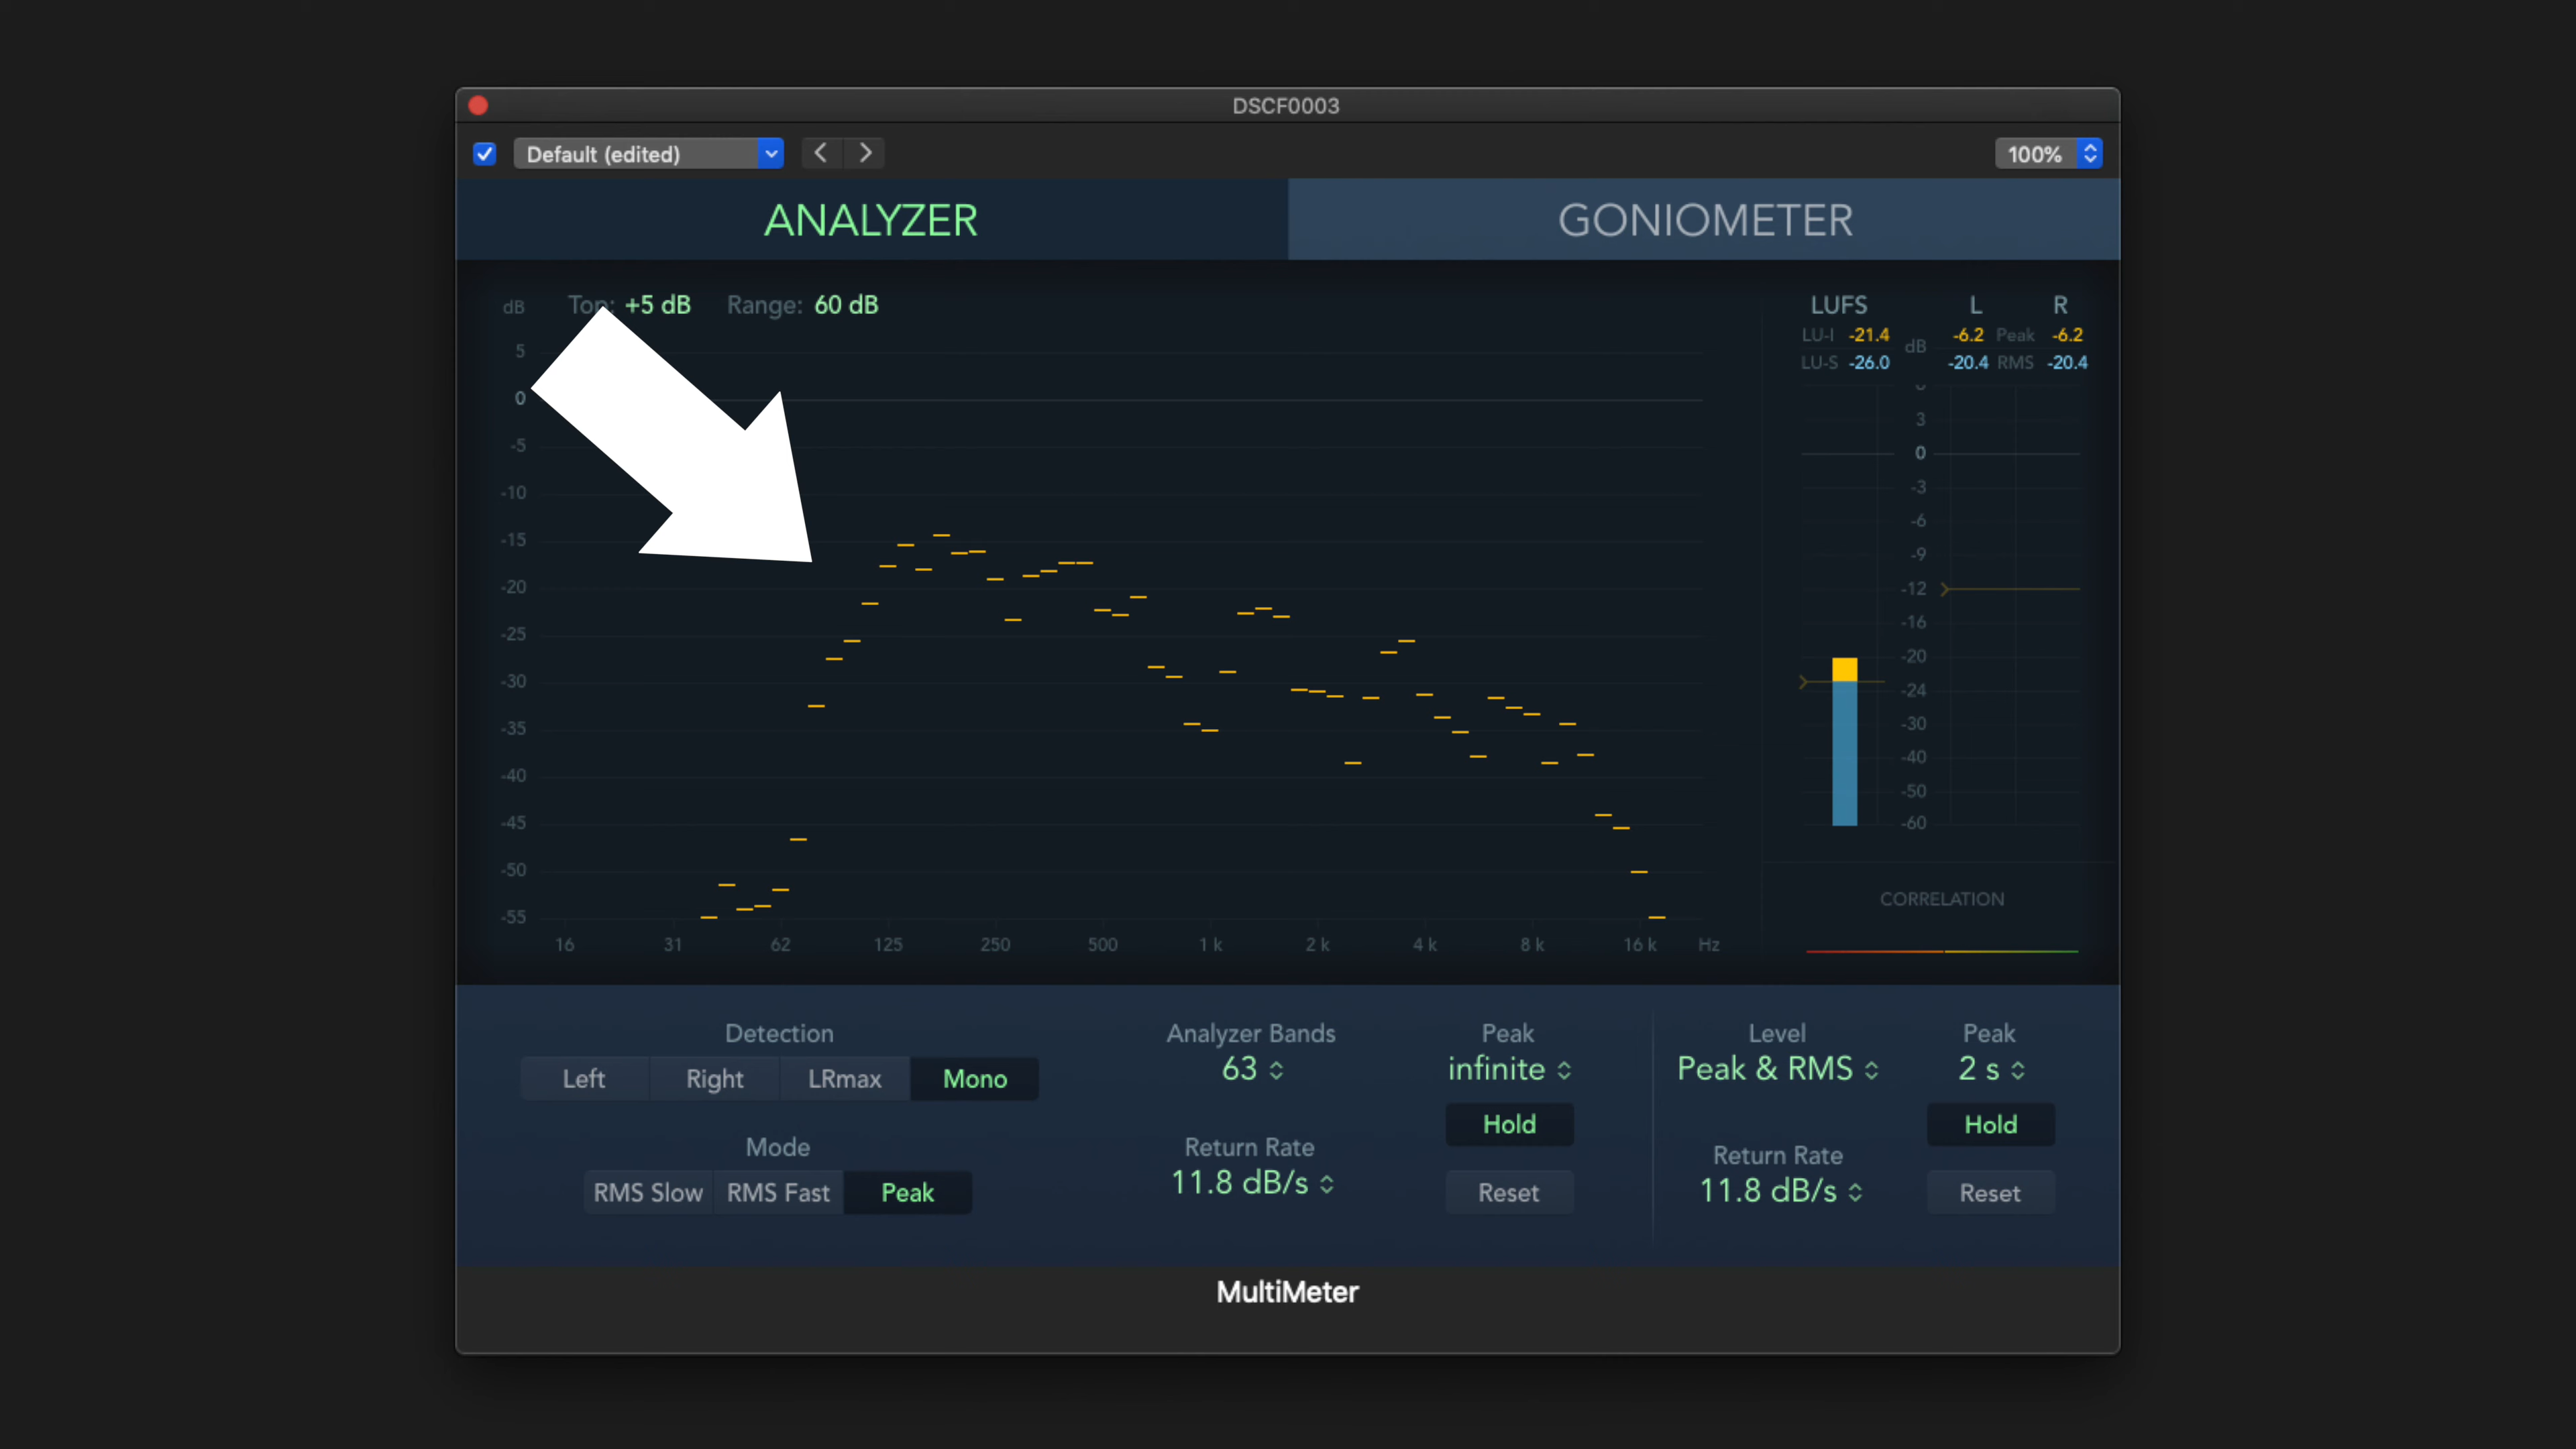 DSCF0003
Default (edited)
100%
ANALYZER
GONIOMETER
dB
Top: +5 dB Range: 60 dB
5
0
-5
-10
-15
-20
-25
-30
-35
-40
-45
-50
-55
16 31 62 125 250 500 1 k 2 k 4 k 8 k 16 k Hz
LUFS L R
LU-I -21.4 dB -6.2 Peak -6.2
LU-S -26.0 -20.4 RMS -20.4
3
0
-3
-6
-9
-12
-16
-20
-24
-30
-40
-50
-60
CORRELATION
Detection
Left Right LRmax Mono
Mode
RMS Slow RMS Fast Peak
Analyzer Bands
63
Return Rate
11.8 dB/s
Peak
infinite
Hold
Reset
Level
Peak & RMS
Return Rate
11.8 dB/s
Peak
2 s
Hold
Reset
MultiMeter